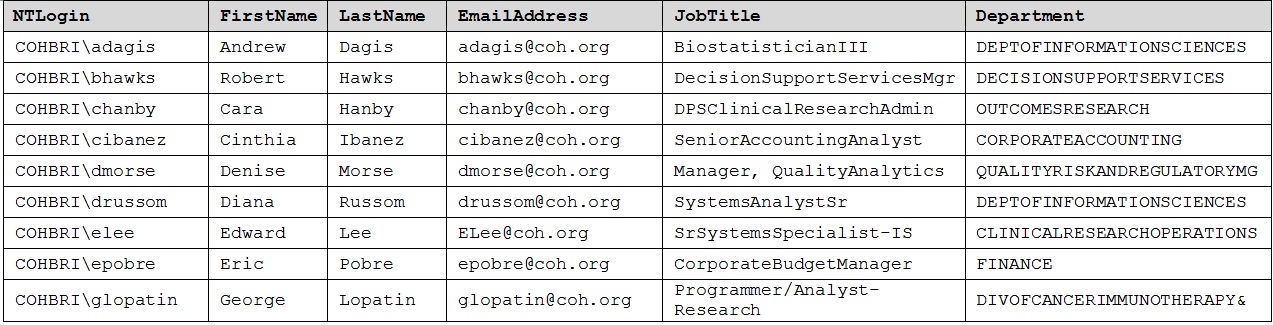 NTLogin FirstName LastName EmailAddress JobTitle Department
COHBRI\adagis Andrew Dagis adagis@coh.org BiostatisticianIII DEPTOFINFORMATIONSCIENCES
COHBRI\bhawks Robert Hawks bhawks@coh.org DecisionSupportServicesMgr DECISIONSUPPORTSERVICES
COHBRI\chanby Cara Hanby chanby@coh.org DPSClinicalResearchAdmin OUTCOMESRESEARCH
COHBRI\cibanez Cinthia Ibanez cibanez@coh.org SeniorAccountingAnalyst CORPORATEACCOUNTING
COHBRI\dmorse Denise Morse dmorse@coh.org Manager, QualityAnalytics QUALITYRISKANDREGULATORYMG
COHBRI\drussom Diana Russom drussom@coh.org SystemsAnalystSr DEPTOFINFORMATIONSCIENCES
COHBRI\elee Edward Lee ELee@coh.org SrSystemsSpecialist-IS CLINICALRESEARCHOPERATIONS
COHBRI\epobre Eric Pobre epobre@coh.org CorporateBudgetManager FINANCE
COHBRI\glopatin George Lopatin glopatin@coh.org Programmer/Analyst- DIVOFCANCERIMMUNOTHERAPY&
Research